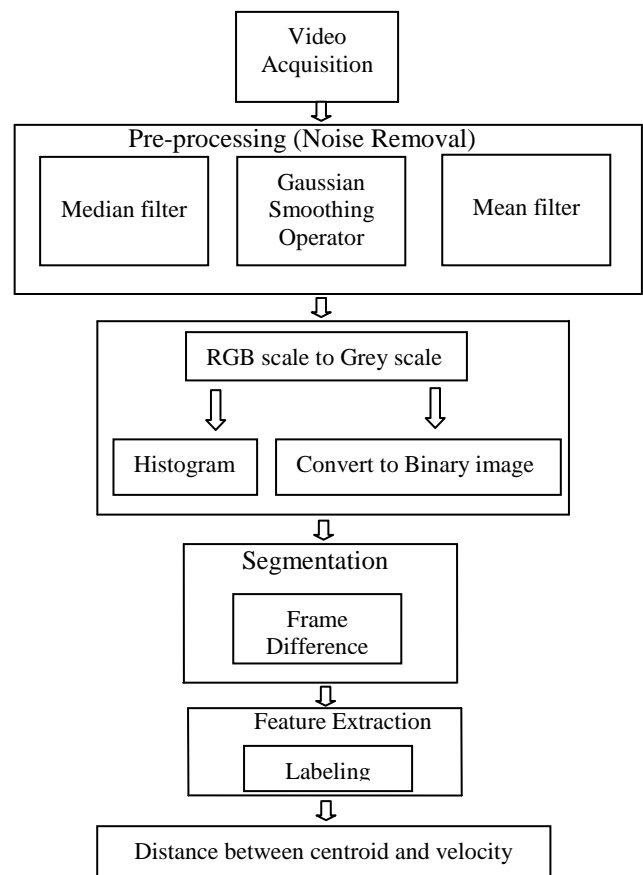 Video
Acquisition
Pre-processing (Noise Removal)
Median filter
Gaussian
Smoothing
Operator
Mean filter
RGB scale to Grey scale
Histogram
Convert to Binary image
Segmentation
Frame
Difference
Feature Extraction
Labeling
Distance between centroid and velocity